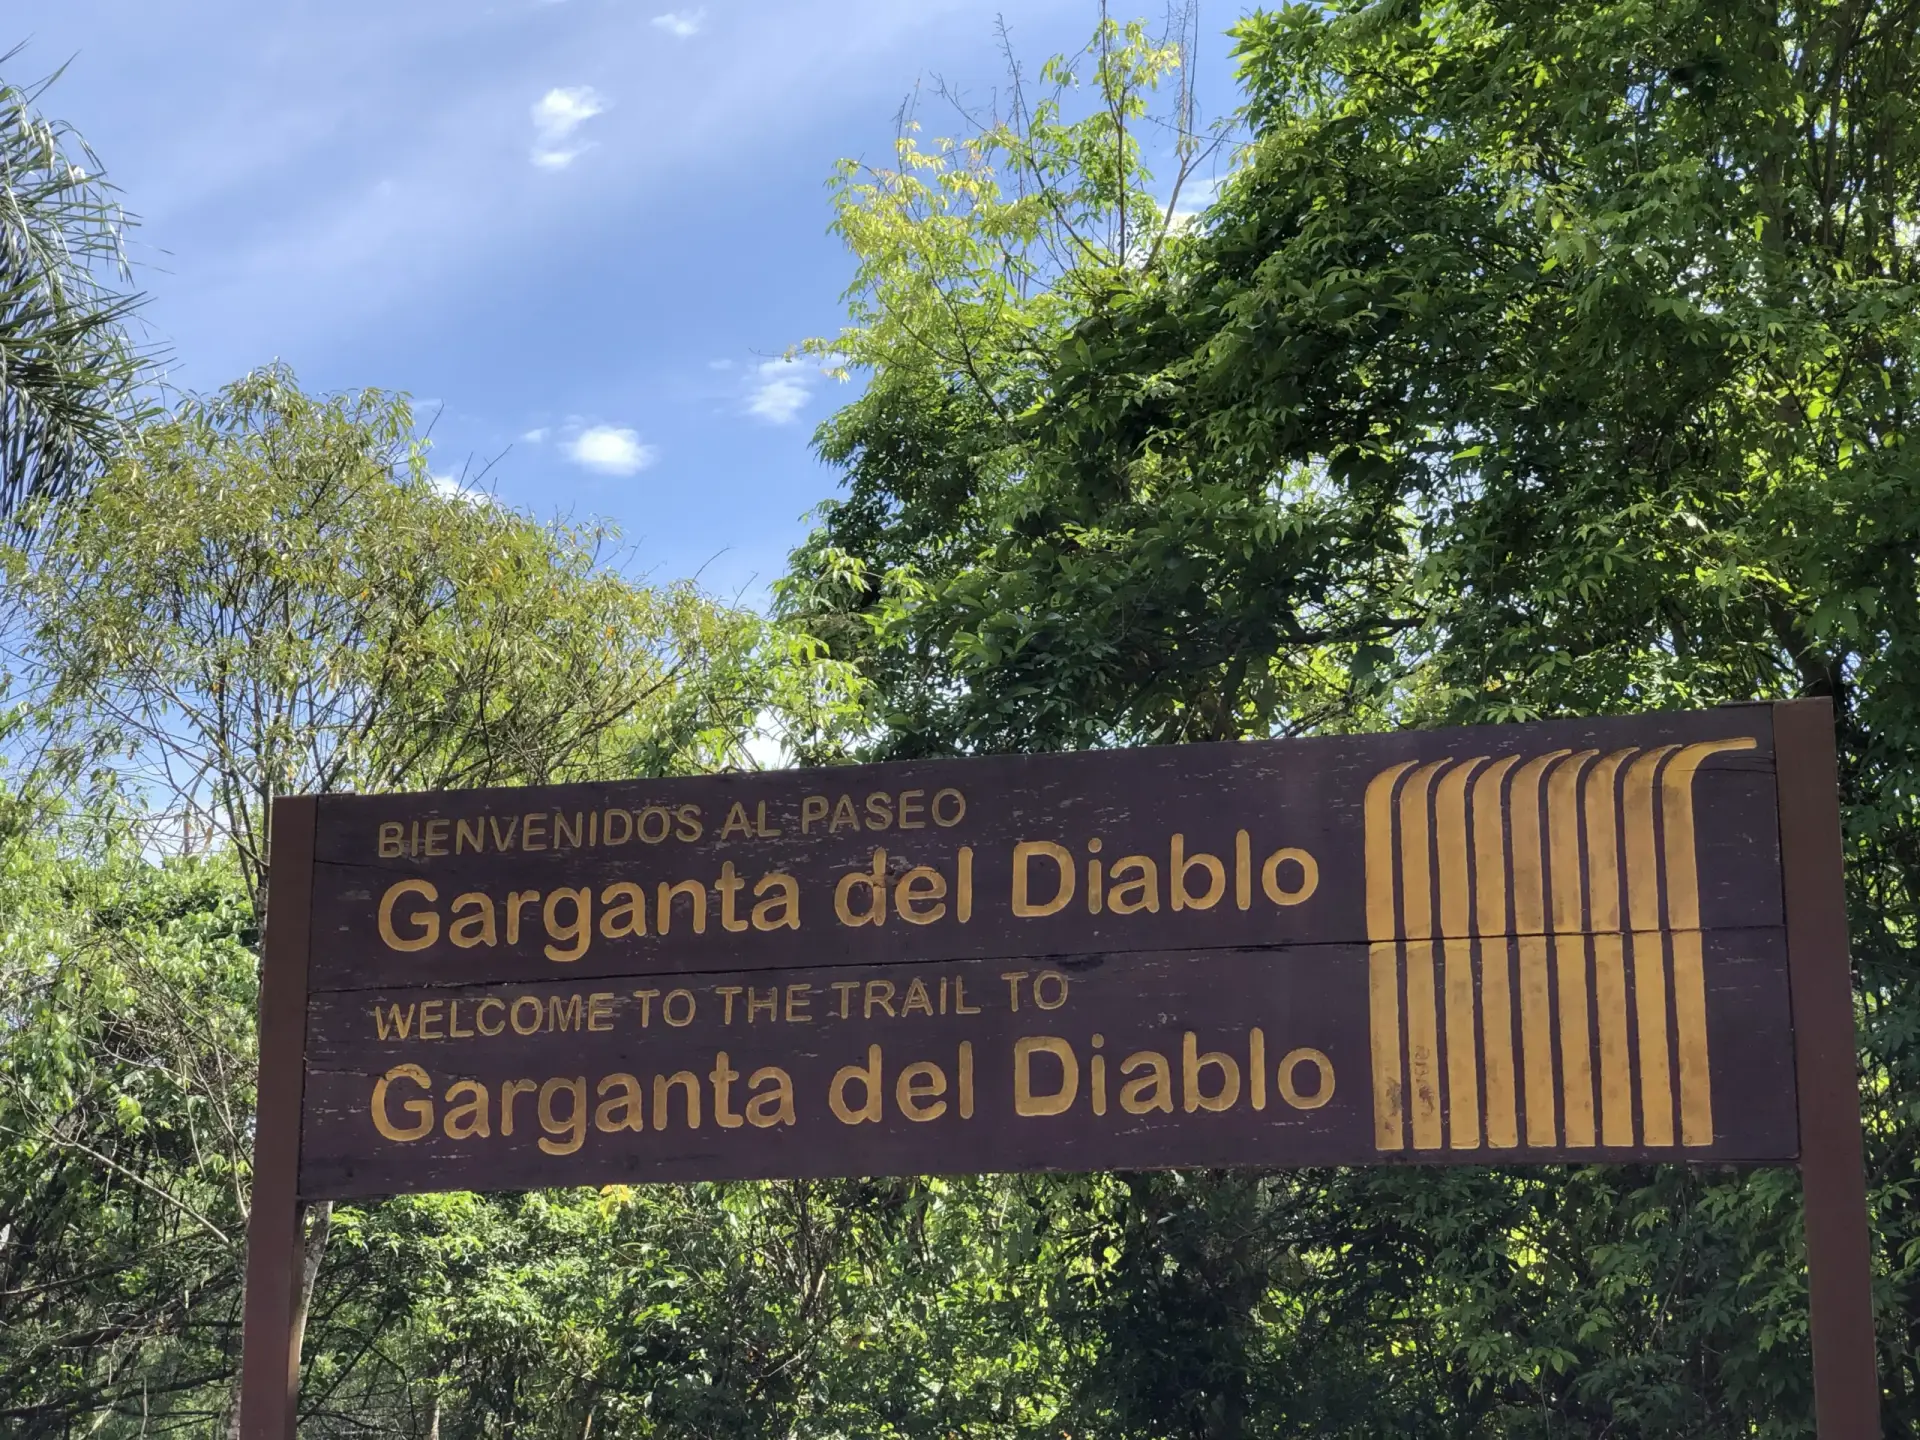 BIENVENIDOS AL PASEO
Garganta del Diablo
WELCOME TO THE TRAIL TO
Garganta del Diablo